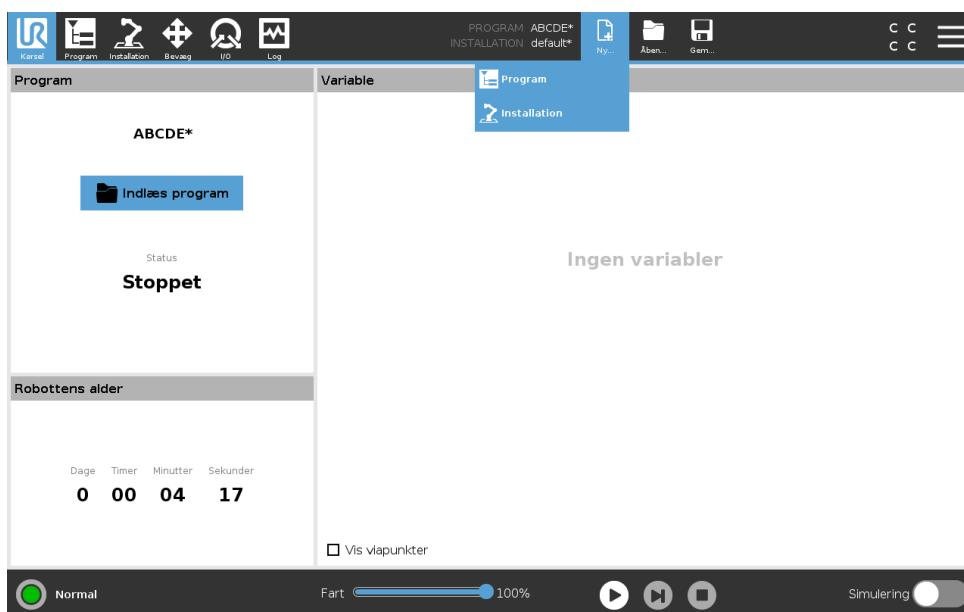 UR
Kørsel
Program
Installation
Bevæg
I/O
Log
PROGRAM ABCDE*
INSTALLATION default*
Ny...
Åben...
Gem...
C C
C C
Program
Installation
Program
ABCDE*
Indlæs program
Status
Stoppet
Variable
Ingen variabler
Robottens alder
Dage Timer Minutter Sekunder
0 00 04 17
Vis viapunkter
Normal
Fart 100%
Simulering